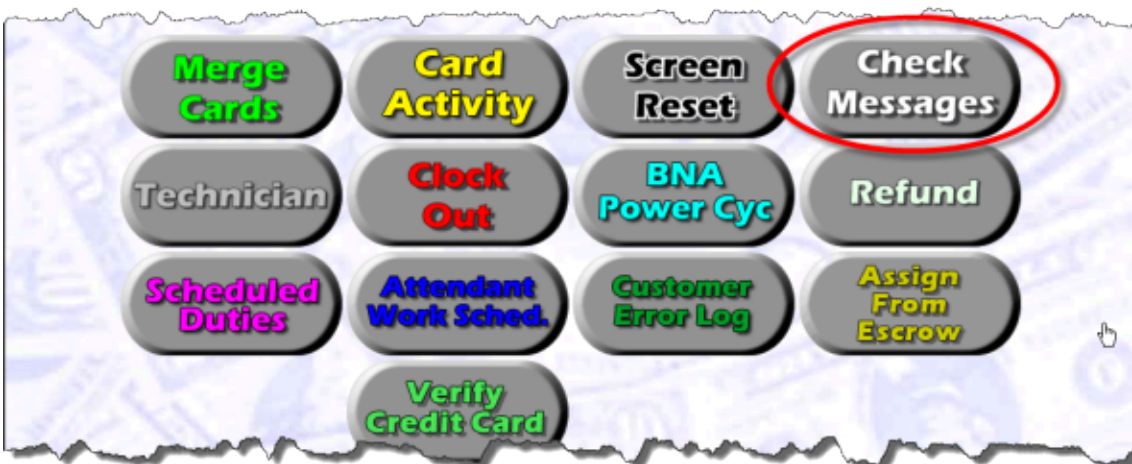 Merge
Cards
Card
Activity
Screen
Reset
Check
Messages
Technician
Clock
Out
BNA
Power Cyc
Refund
Scheduled
Duties
Attendant
Work Sched.
Customer
Error Log
Assign
From
Escrow
Verify
Credit Card